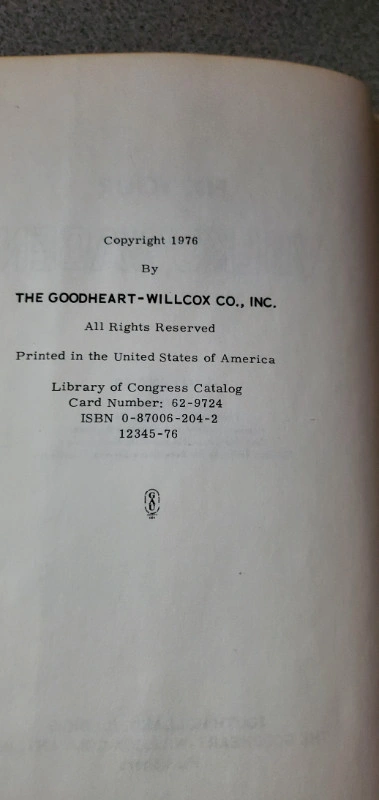 Copyright 1976
By
THE GOODHEART-WILLCOX CO., INC.
All Rights Reserved
Printed in the United States of America
Library of Congress Catalog
Card Number: 62-9724
ISBN 0-87006-204-2
12345-76